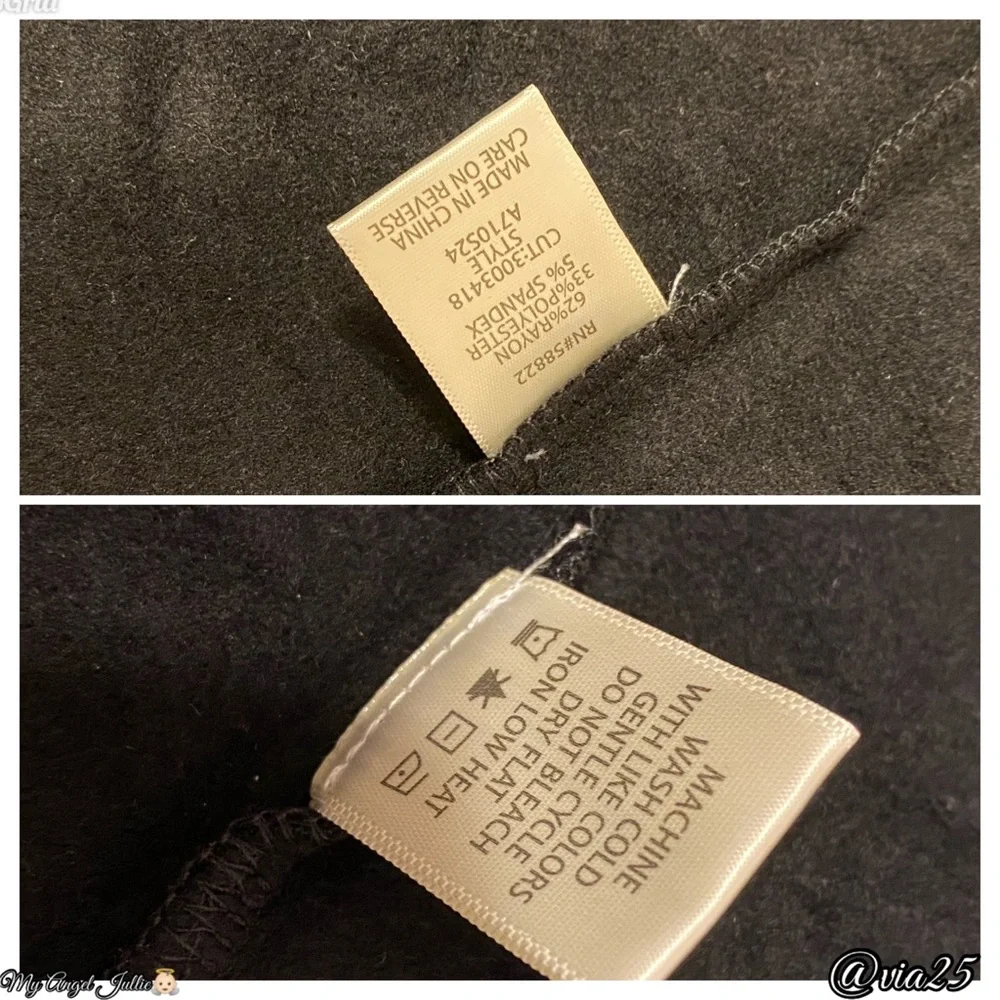 RN#58822
62%RAYON
33%POLYESTER
5% SPANDEX
CUT:3003418
STYLE
A710S24
MADE IN CHINA
CARE ON REVERSE
MACHINE
WASH COLD
WITH LIKE COLORS
GENTLE CYCLE
DO NOT BLEACH
DRY FLAT
IRON LOW HEAT
My Angel Jullie
@via25